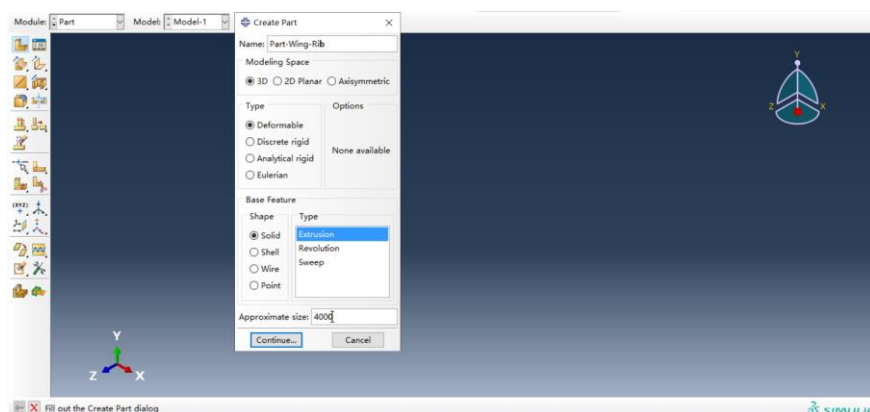 Module: Part Model: Model-1
Create Part
Name: Part-Wing-Rib
Modeling Space
3D 2D Planar Axisymmetric
Type Options
Deformable
Discrete rigid
Analytical rigid
Eulerian
None available
Base Feature
Shape Type
Solid
Shell
Wire
Point
Extrusion
Revolution
Sweep
Approximate size: 4000
Continue... Cancel
Y
Z X
Y
Z X
(XYZ)
Fill out the Create Part dialog